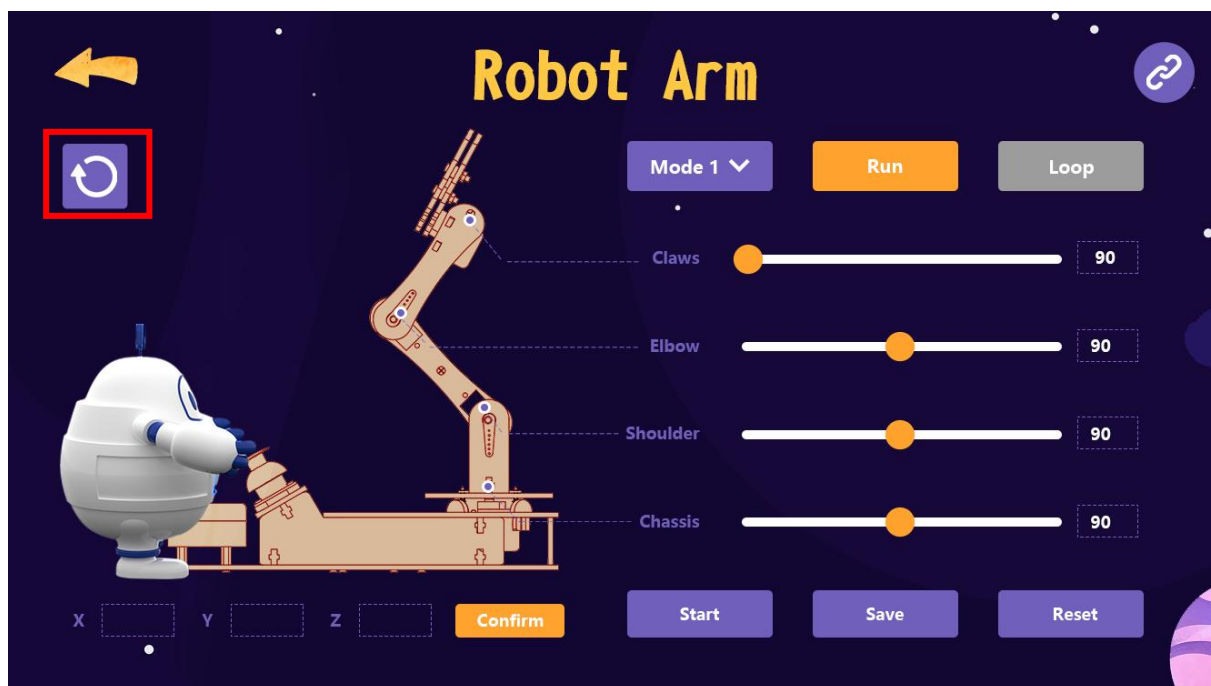 Robot Arm
Mode 1
Run
Loop
Claws
90
Elbow
90
Shoulder
90
Chassis
90
X
Y
Z
Confirm
Start
Save
Reset